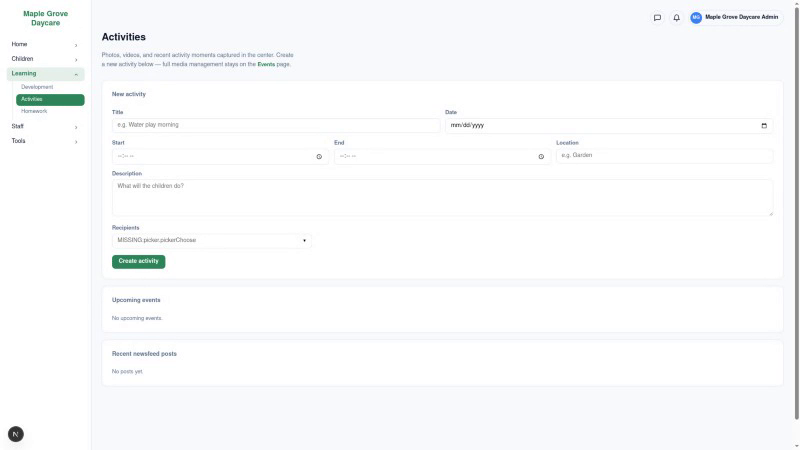 Maple Grove
Daycare
Home
Children
Learning
Development
Activities
Homework
Staff
Tools
MG
Maple Grove Daycare Admin
Activities
Photos, videos, and recent activity moments captured in the center. Create
a new activity below — full media management stays on the Events page.
New activity
Title
Date
e.g. Water play morning
mm/dd/yyyy
Start
End
Location
--:-- --
--:-- --
e.g. Garden
Description
What will the children do?
Recipients
MISSING:picker.pickerChoose
Create activity
Upcoming events
No upcoming events.
Recent newsfeed posts
No posts yet.
N